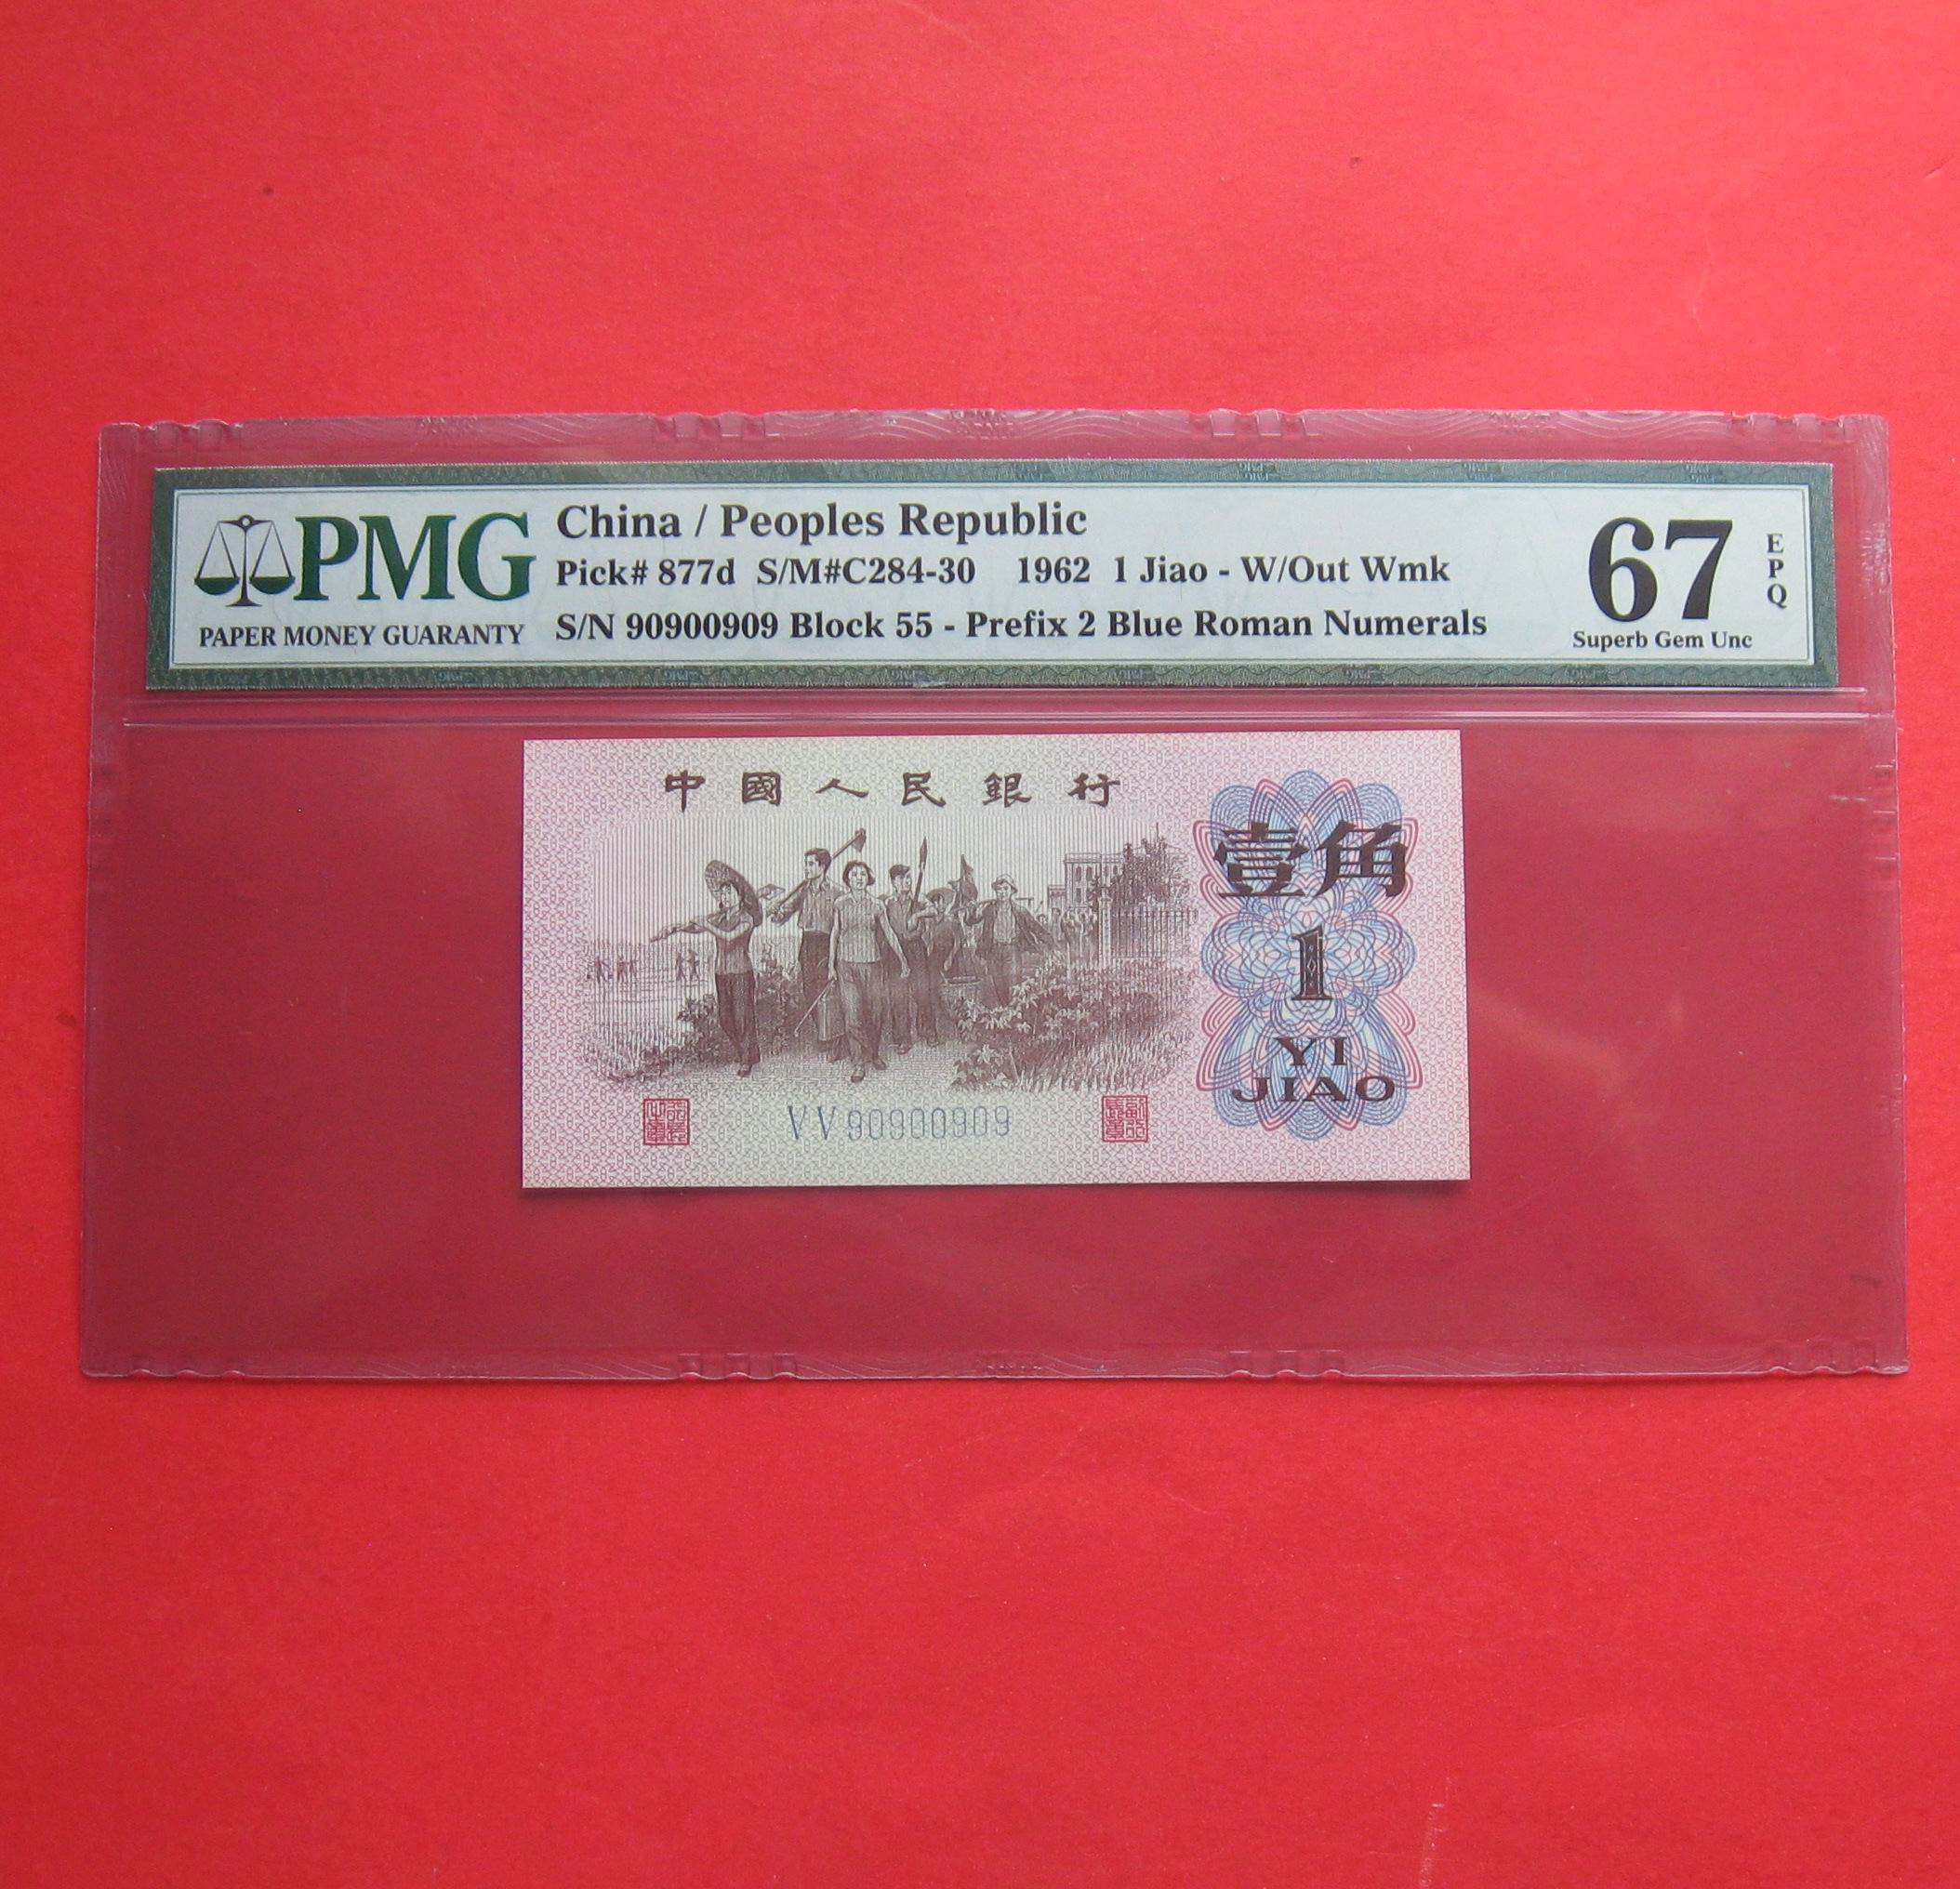 PMG
PAPER MONEY GUARANTY
China / Peoples Republic
Pick# 877d S/M#C284-30 1962 1 Jiao - W/Out Wmk
S/N 90900909 Block 55 - Prefix 2 Blue Roman Numerals
67
EPQ
Superb Gem Unc
中國人民銀行
壹角
1
YI
JIAO
VV90900909